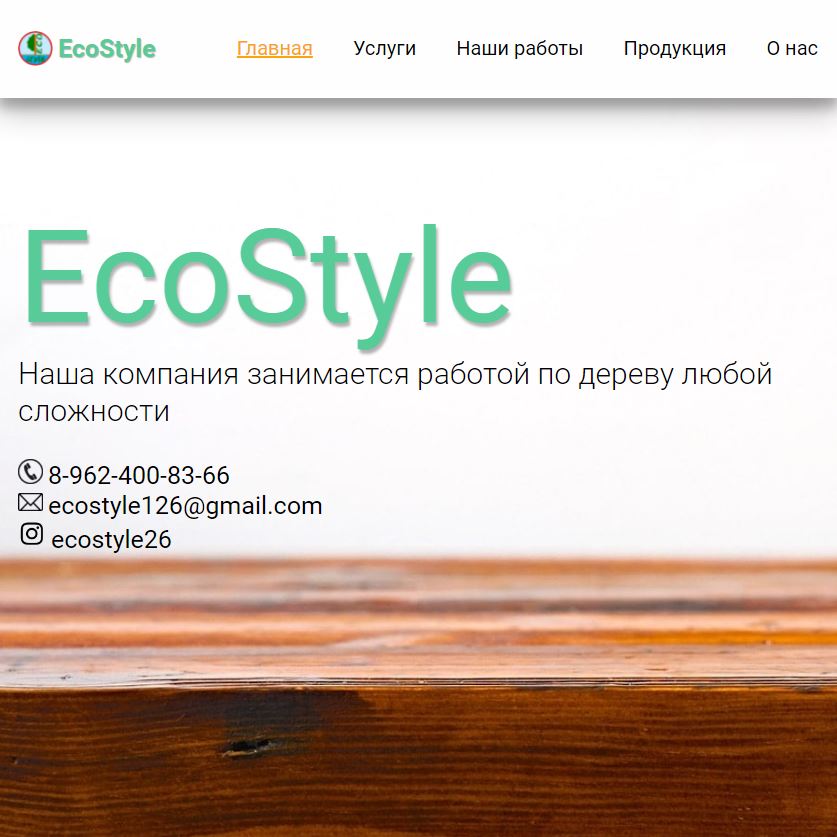 EcoStyle Главная Услуги Наши работы Продукция О нас
EcoStyle
Наша компания занимается работой по дереву любой
сложности
8-962-400-83-66
ecostyle126@gmail.com
ecostyle26